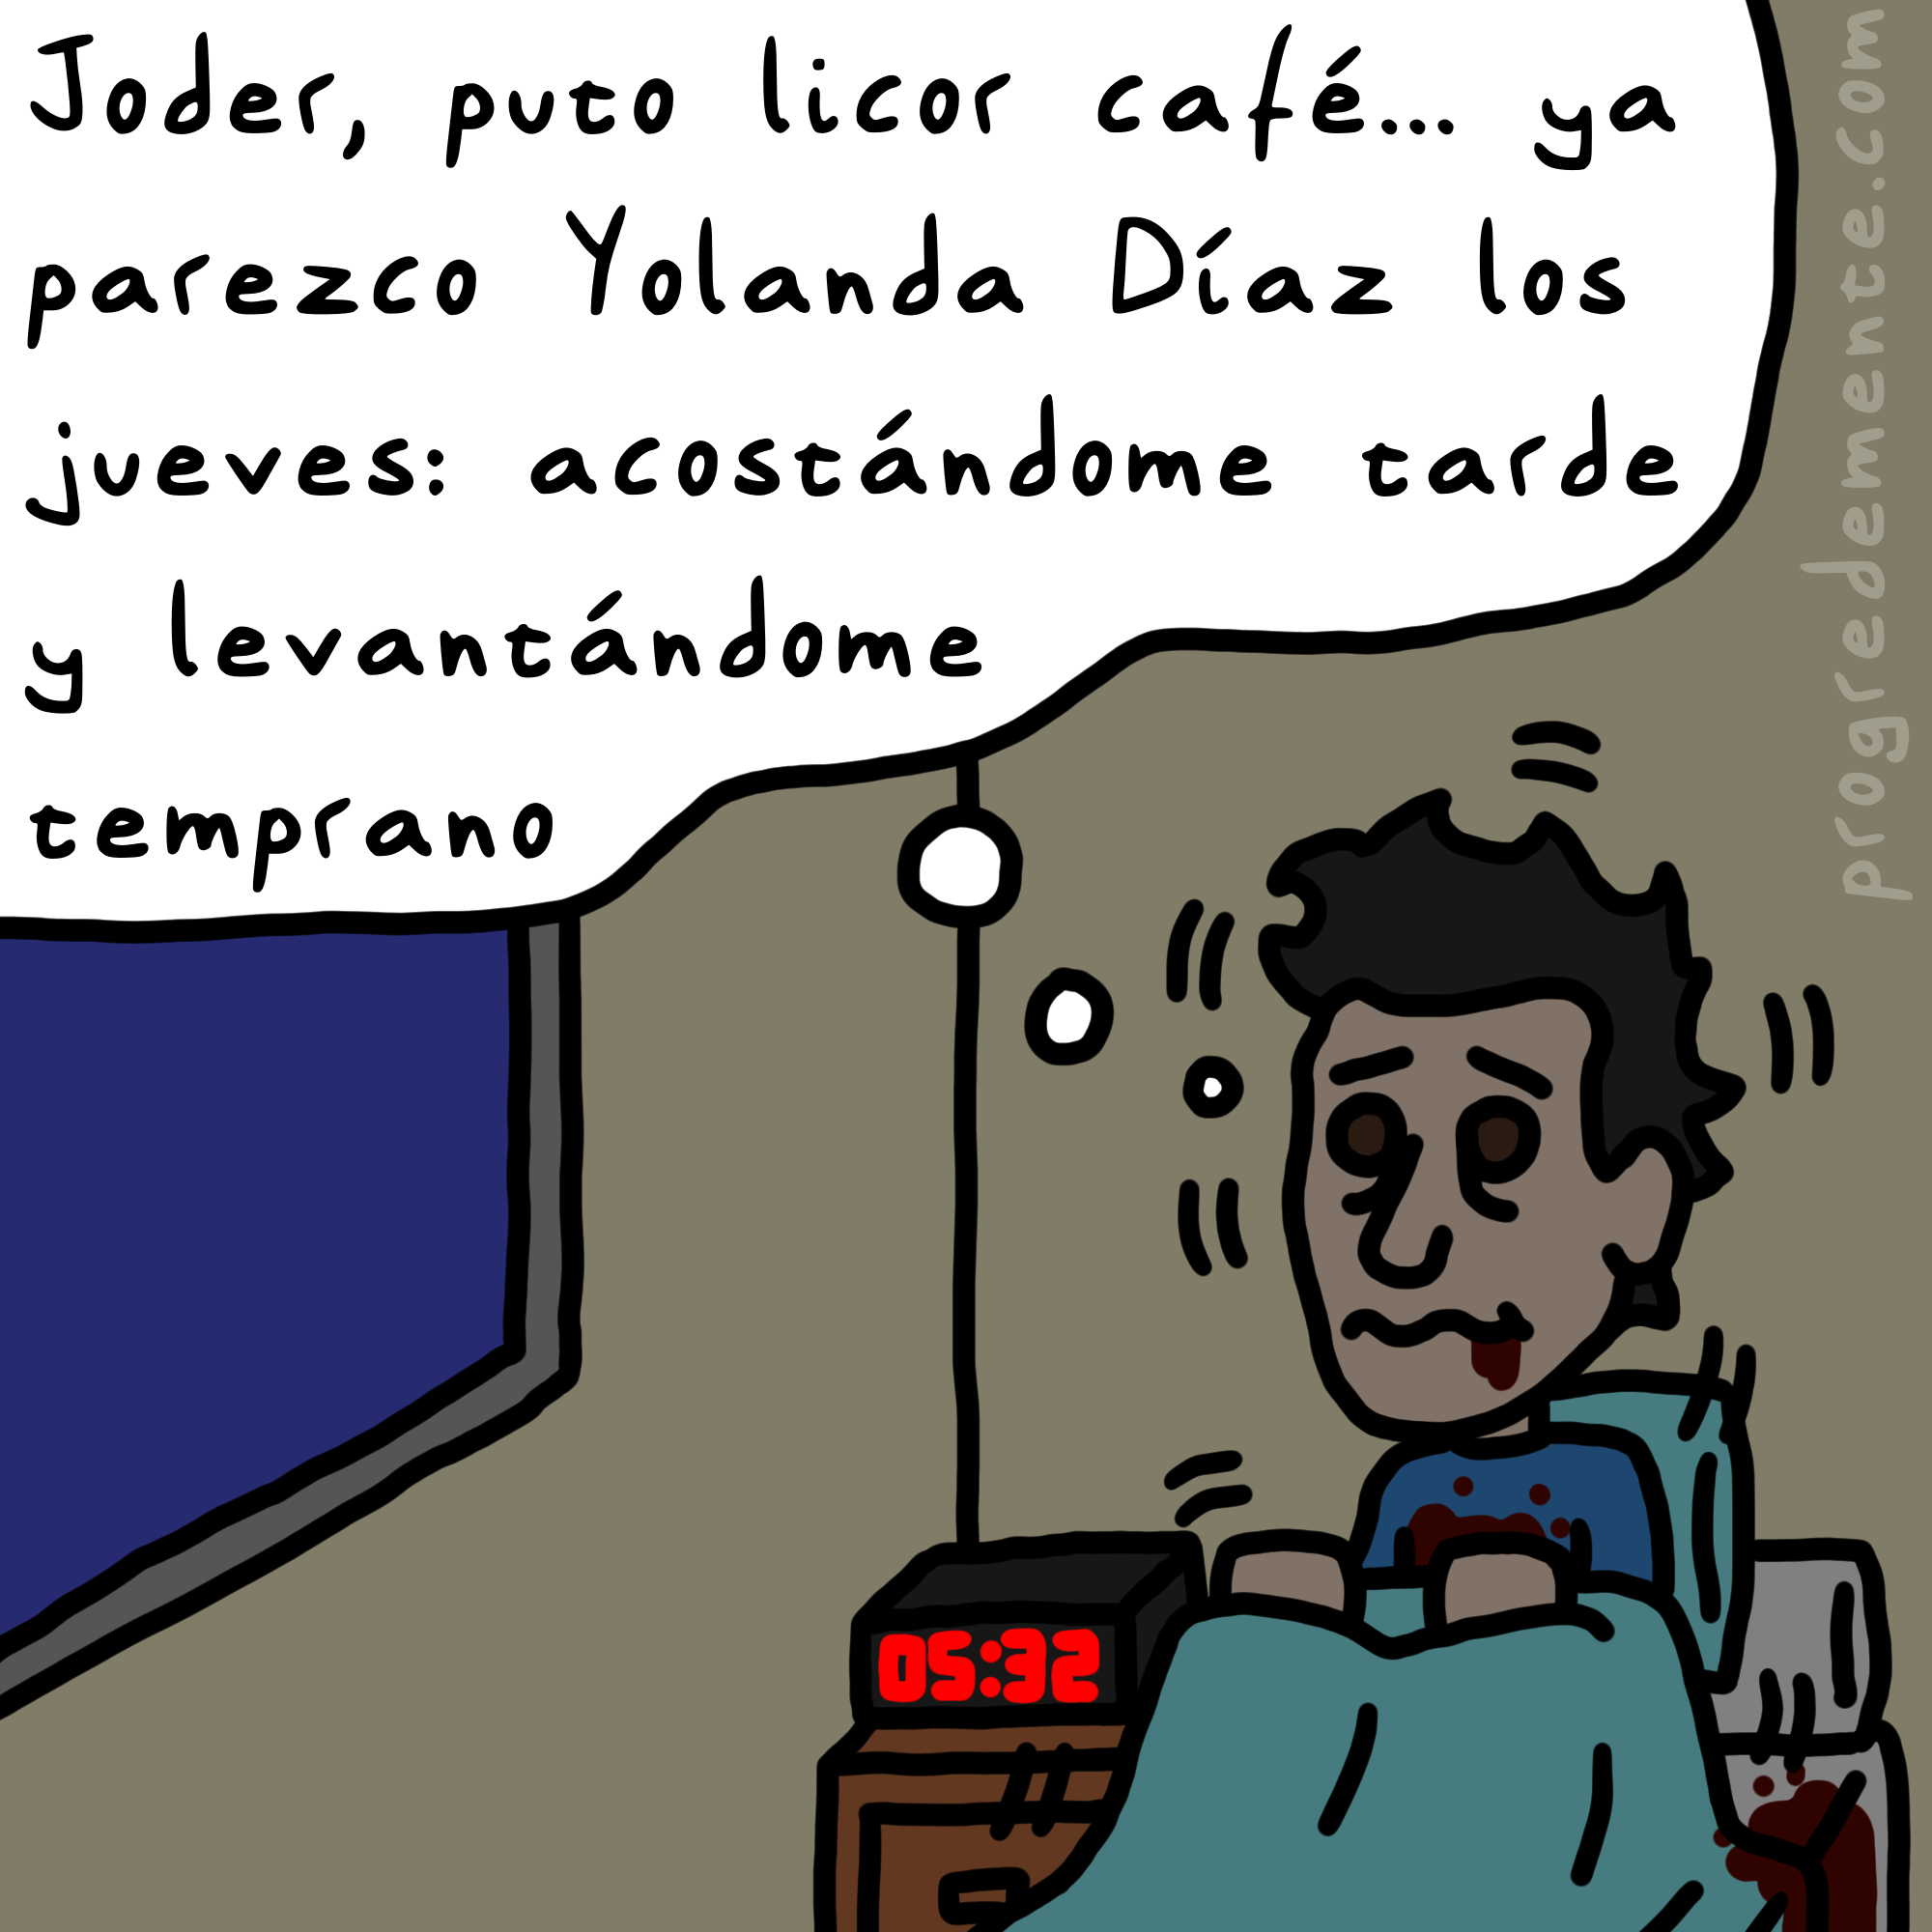 Joder, puto licor café... ya
parezco Yolanda Díaz los
jueves: acostándome tarde
y levantándome
temprano
progredemente.com
05:32